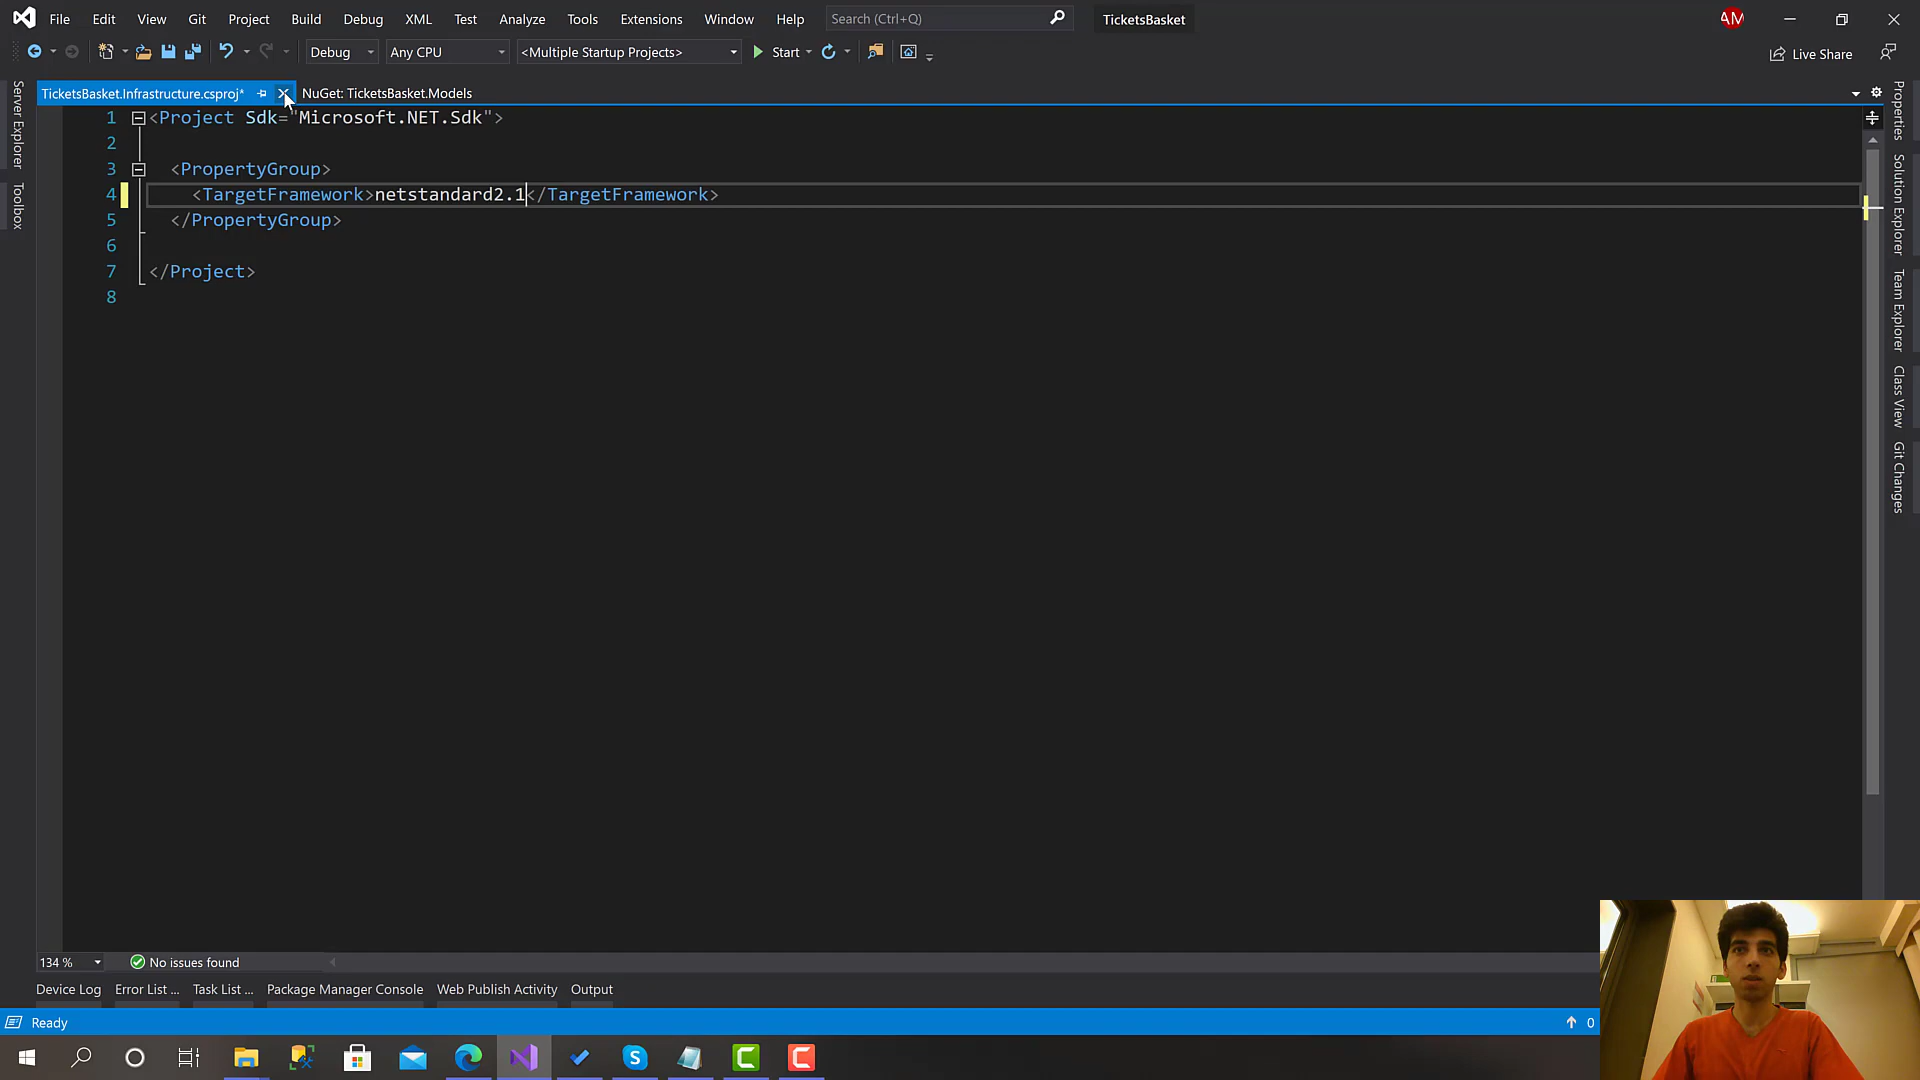 File Edit View Git Project Build Debug XML Test Analyze Tools Extensions Window Help Search (Ctrl+Q) TicketsBasket AM
Debug Any CPU <Multiple Startup Projects> Start Live Share
TicketsBasket.Infrastructure.csproj* NuGet: TicketsBasket.Models
Server Explorer
Toolbox
1 <Project Sdk="Microsoft.NET.Sdk">
2
3 <PropertyGroup>
4 <TargetFramework>netstandard2.1</TargetFramework>
5 </PropertyGroup>
6
7 </Project>
8
Properties
Solution Explorer
Team Explorer
Class View
Git Changes
134 % No issues found
Device Log Error List ... Task List ... Package Manager Console Web Publish Activity Output
Ready 0